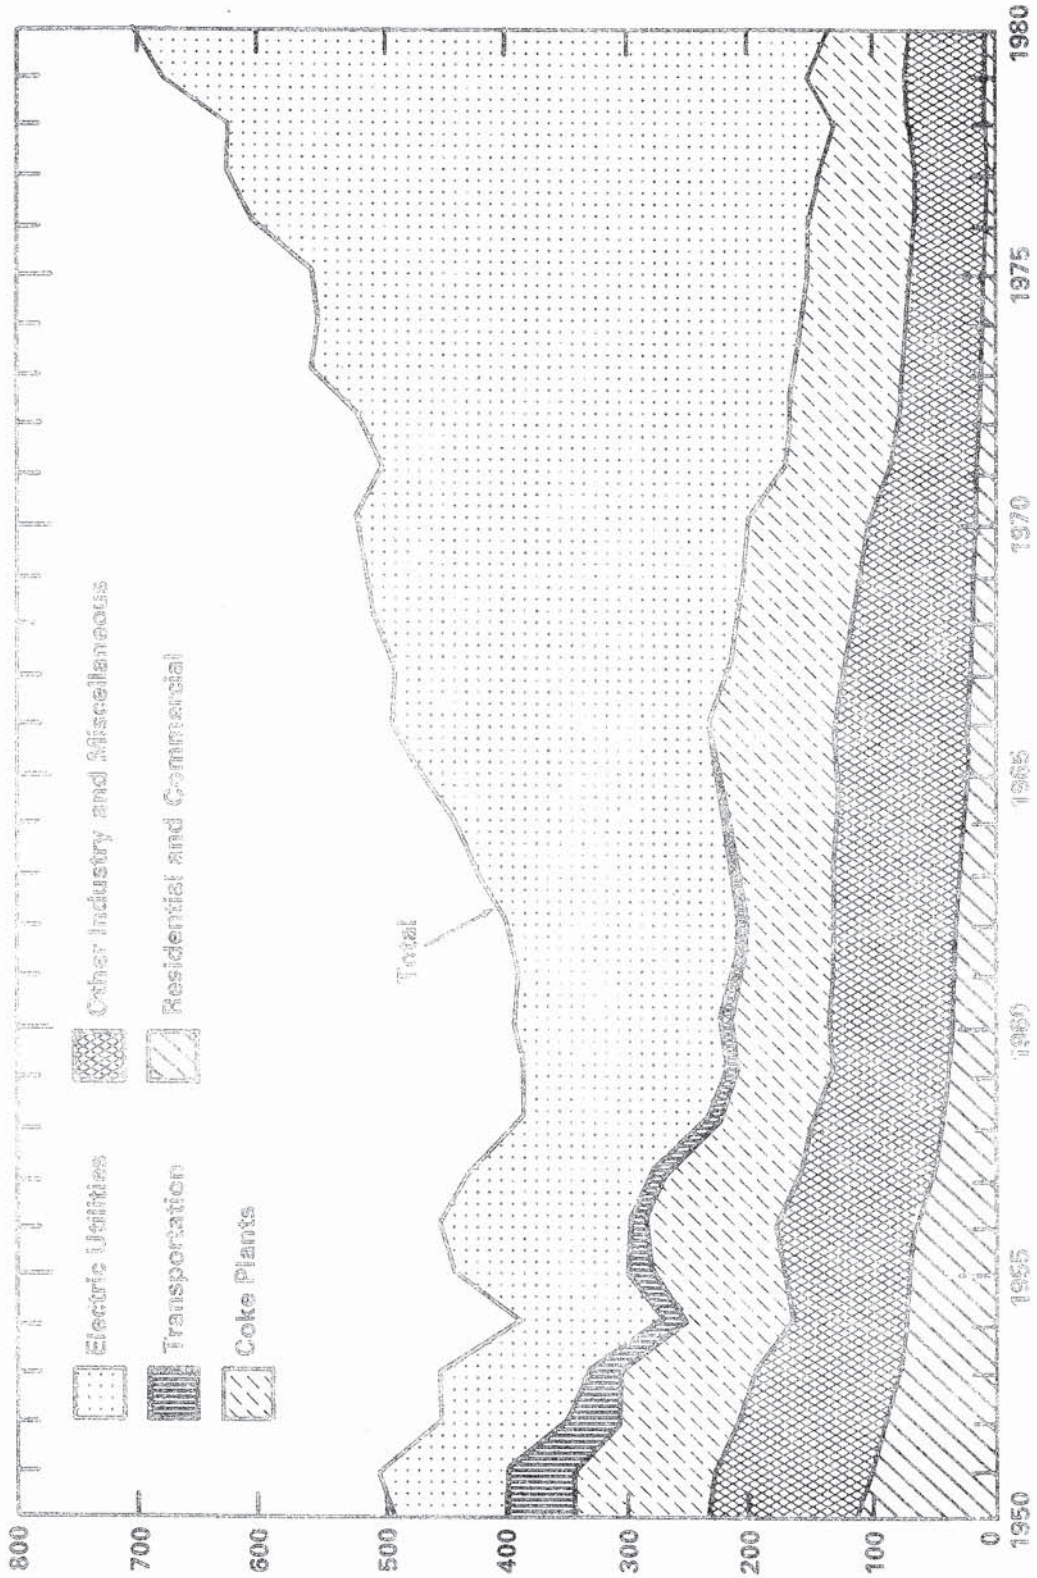 Electric Utilities
Transportation
Coke Plants
Other Industry and Miscellaneous
Residential and Commercial
Total
800
700
600
500
400
300
200
100
0
1950
1955
1960
1965
1970
1975
1980